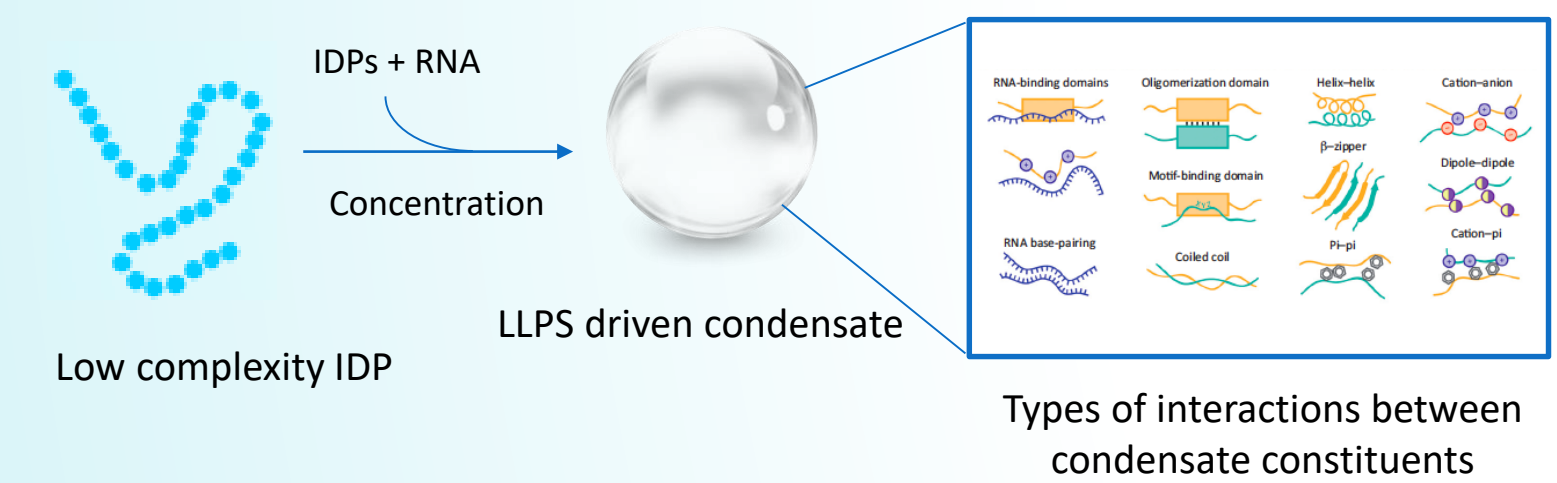 IDPs + RNA
Concentration
Low complexity IDP
LLPS driven condensate
RNA-binding domains
Oligomerization domain
Helix–helix
Cation–anion
β–zipper
Dipole–dipole
Motif-binding domain
XYZ
RNA base-pairing
Coiled coil
Pi–pi
Cation–pi
Types of interactions between
condensate constituents